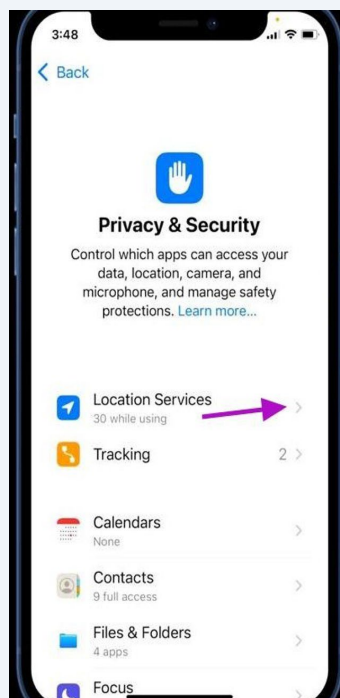 3:48
Back
Privacy & Security
Control which apps can access your
data, location, camera, and
microphone, and manage safety
protections. Learn more...
Location Services
30 while using
Tracking
2
Calendars
None
Contacts
9 full access
Files & Folders
4 apps
Focus